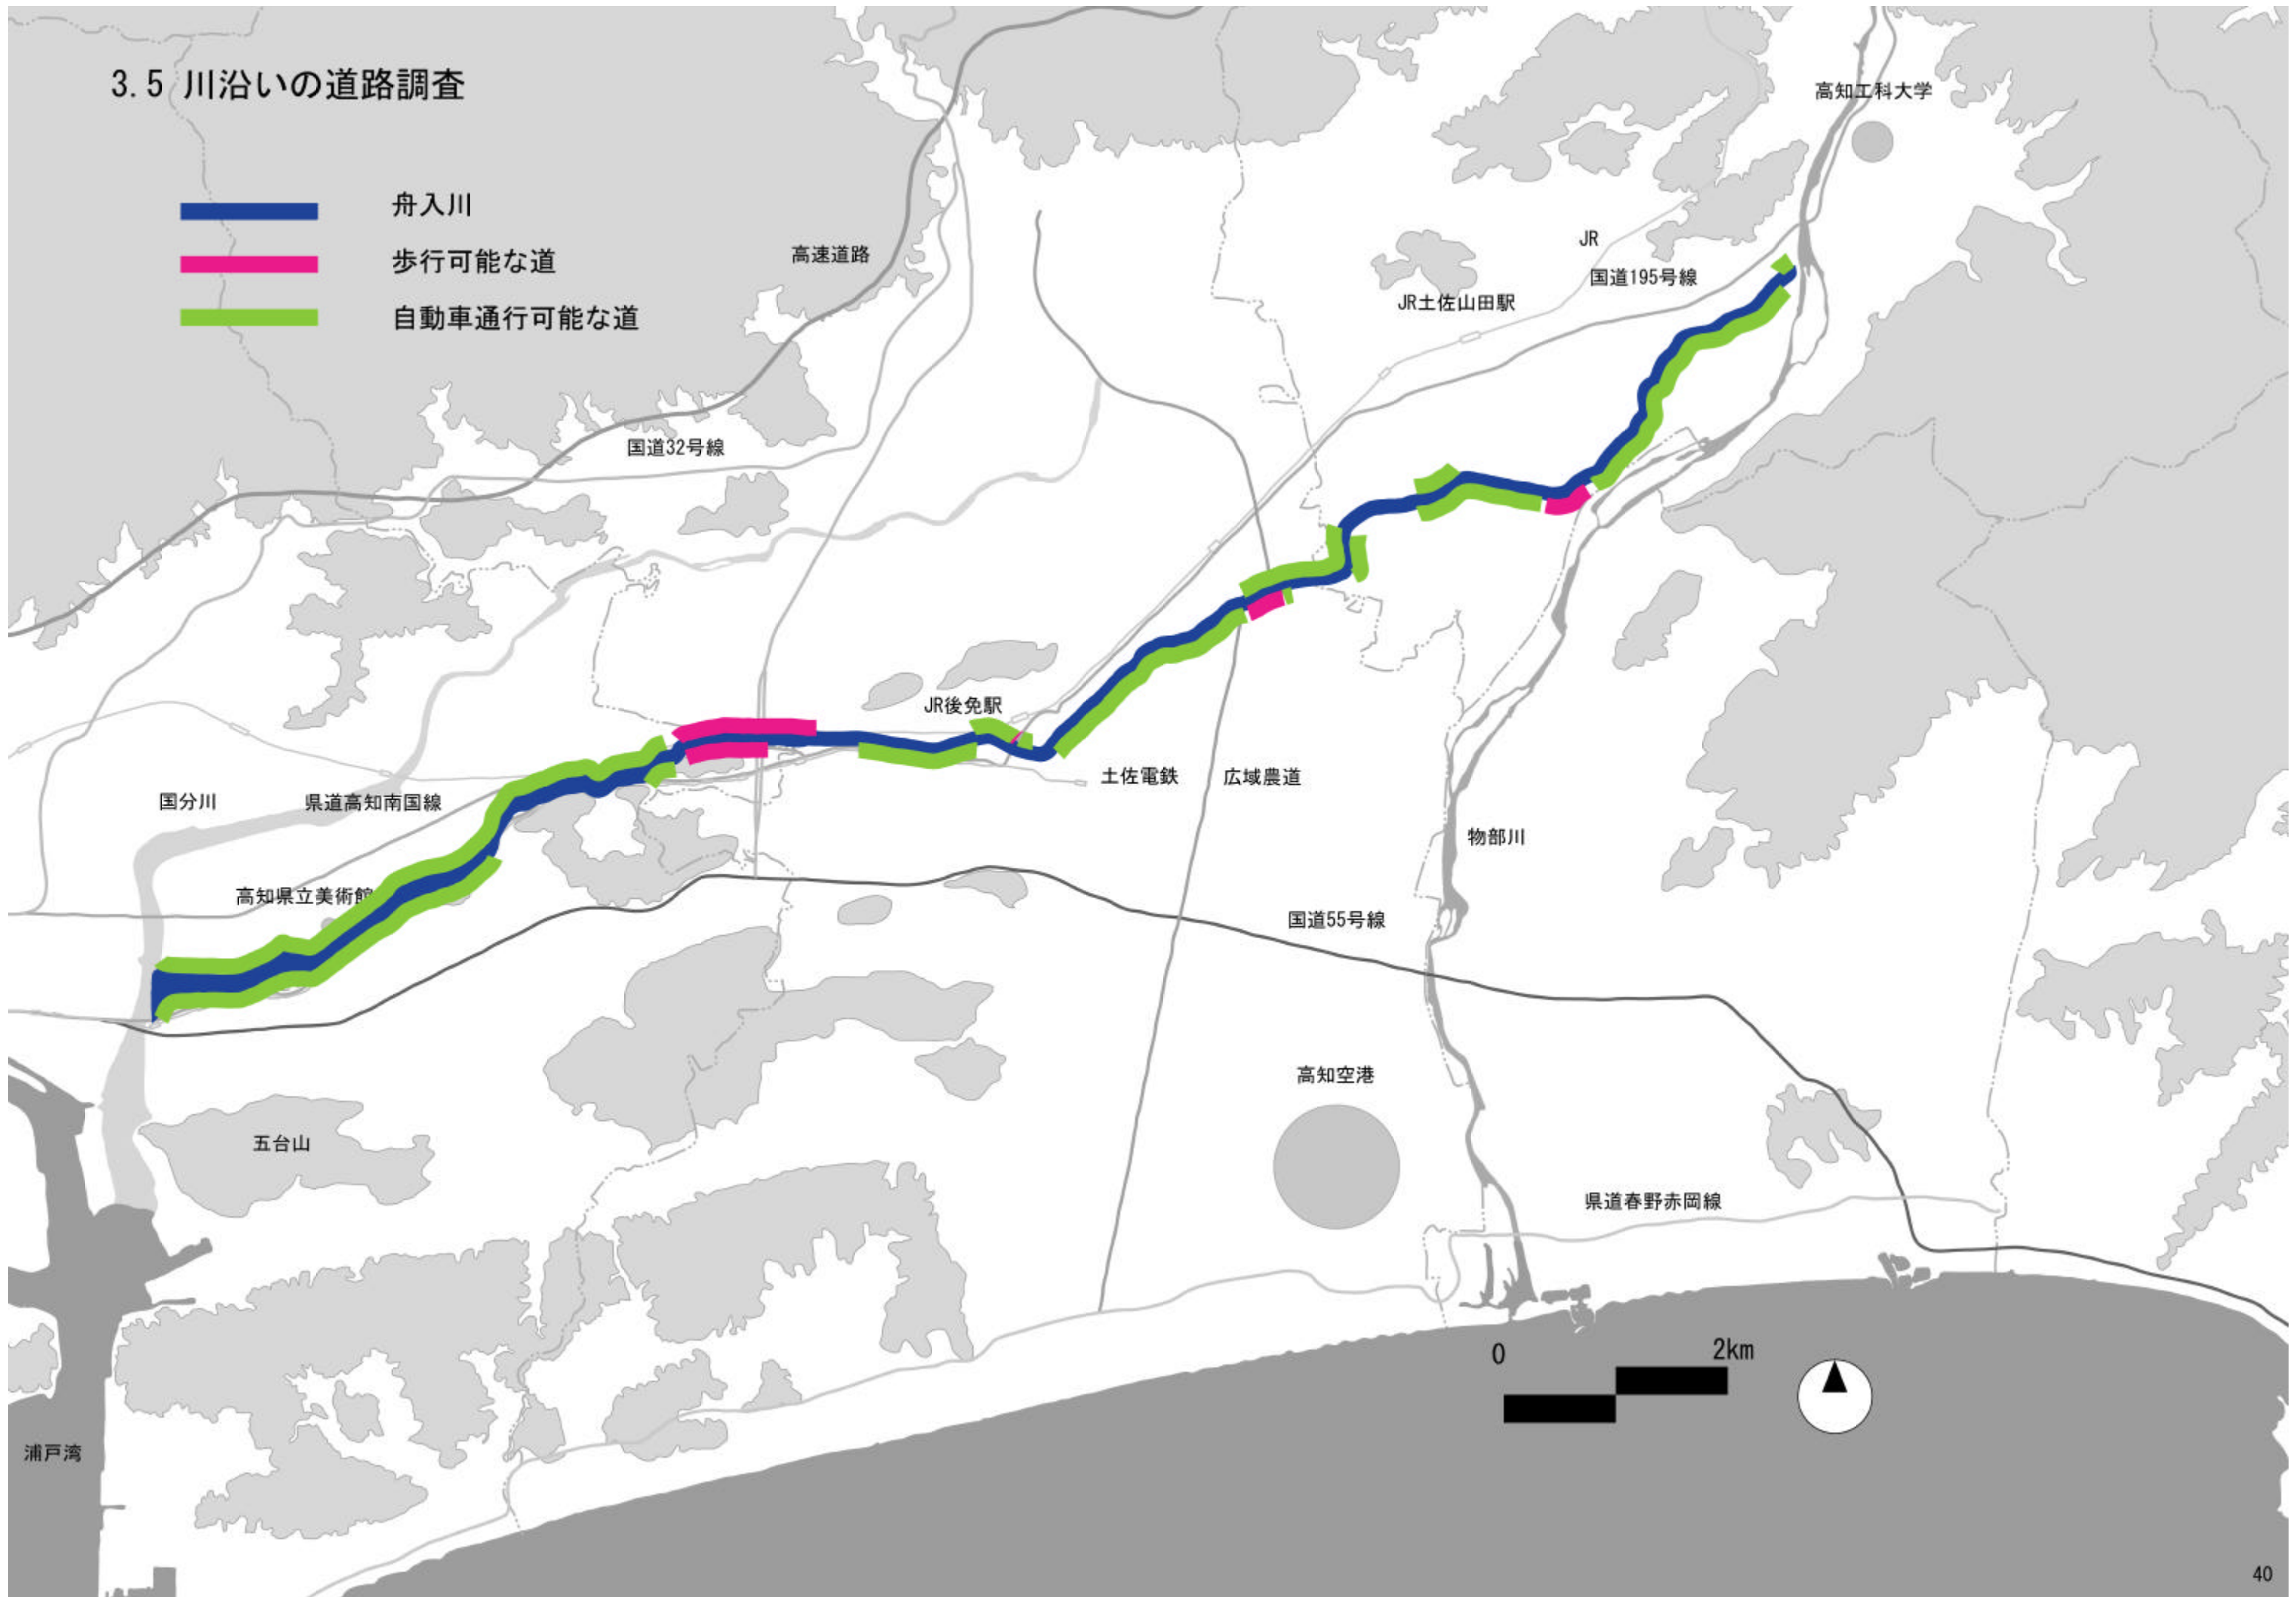 3.5 川沿いの道路調査
舟入川
歩行可能な道
自動車通行可能な道
高知工科大学
高速道路
JR
国道195号線
JR土佐山田駅
国道32号線
JR後免駅
土佐電鉄
広域農道
国分川
県道高知南国線
物部川
高知県立美術館
国道55号線
高知空港
五台山
県道春野赤岡線
0
2km
浦戸湾
40